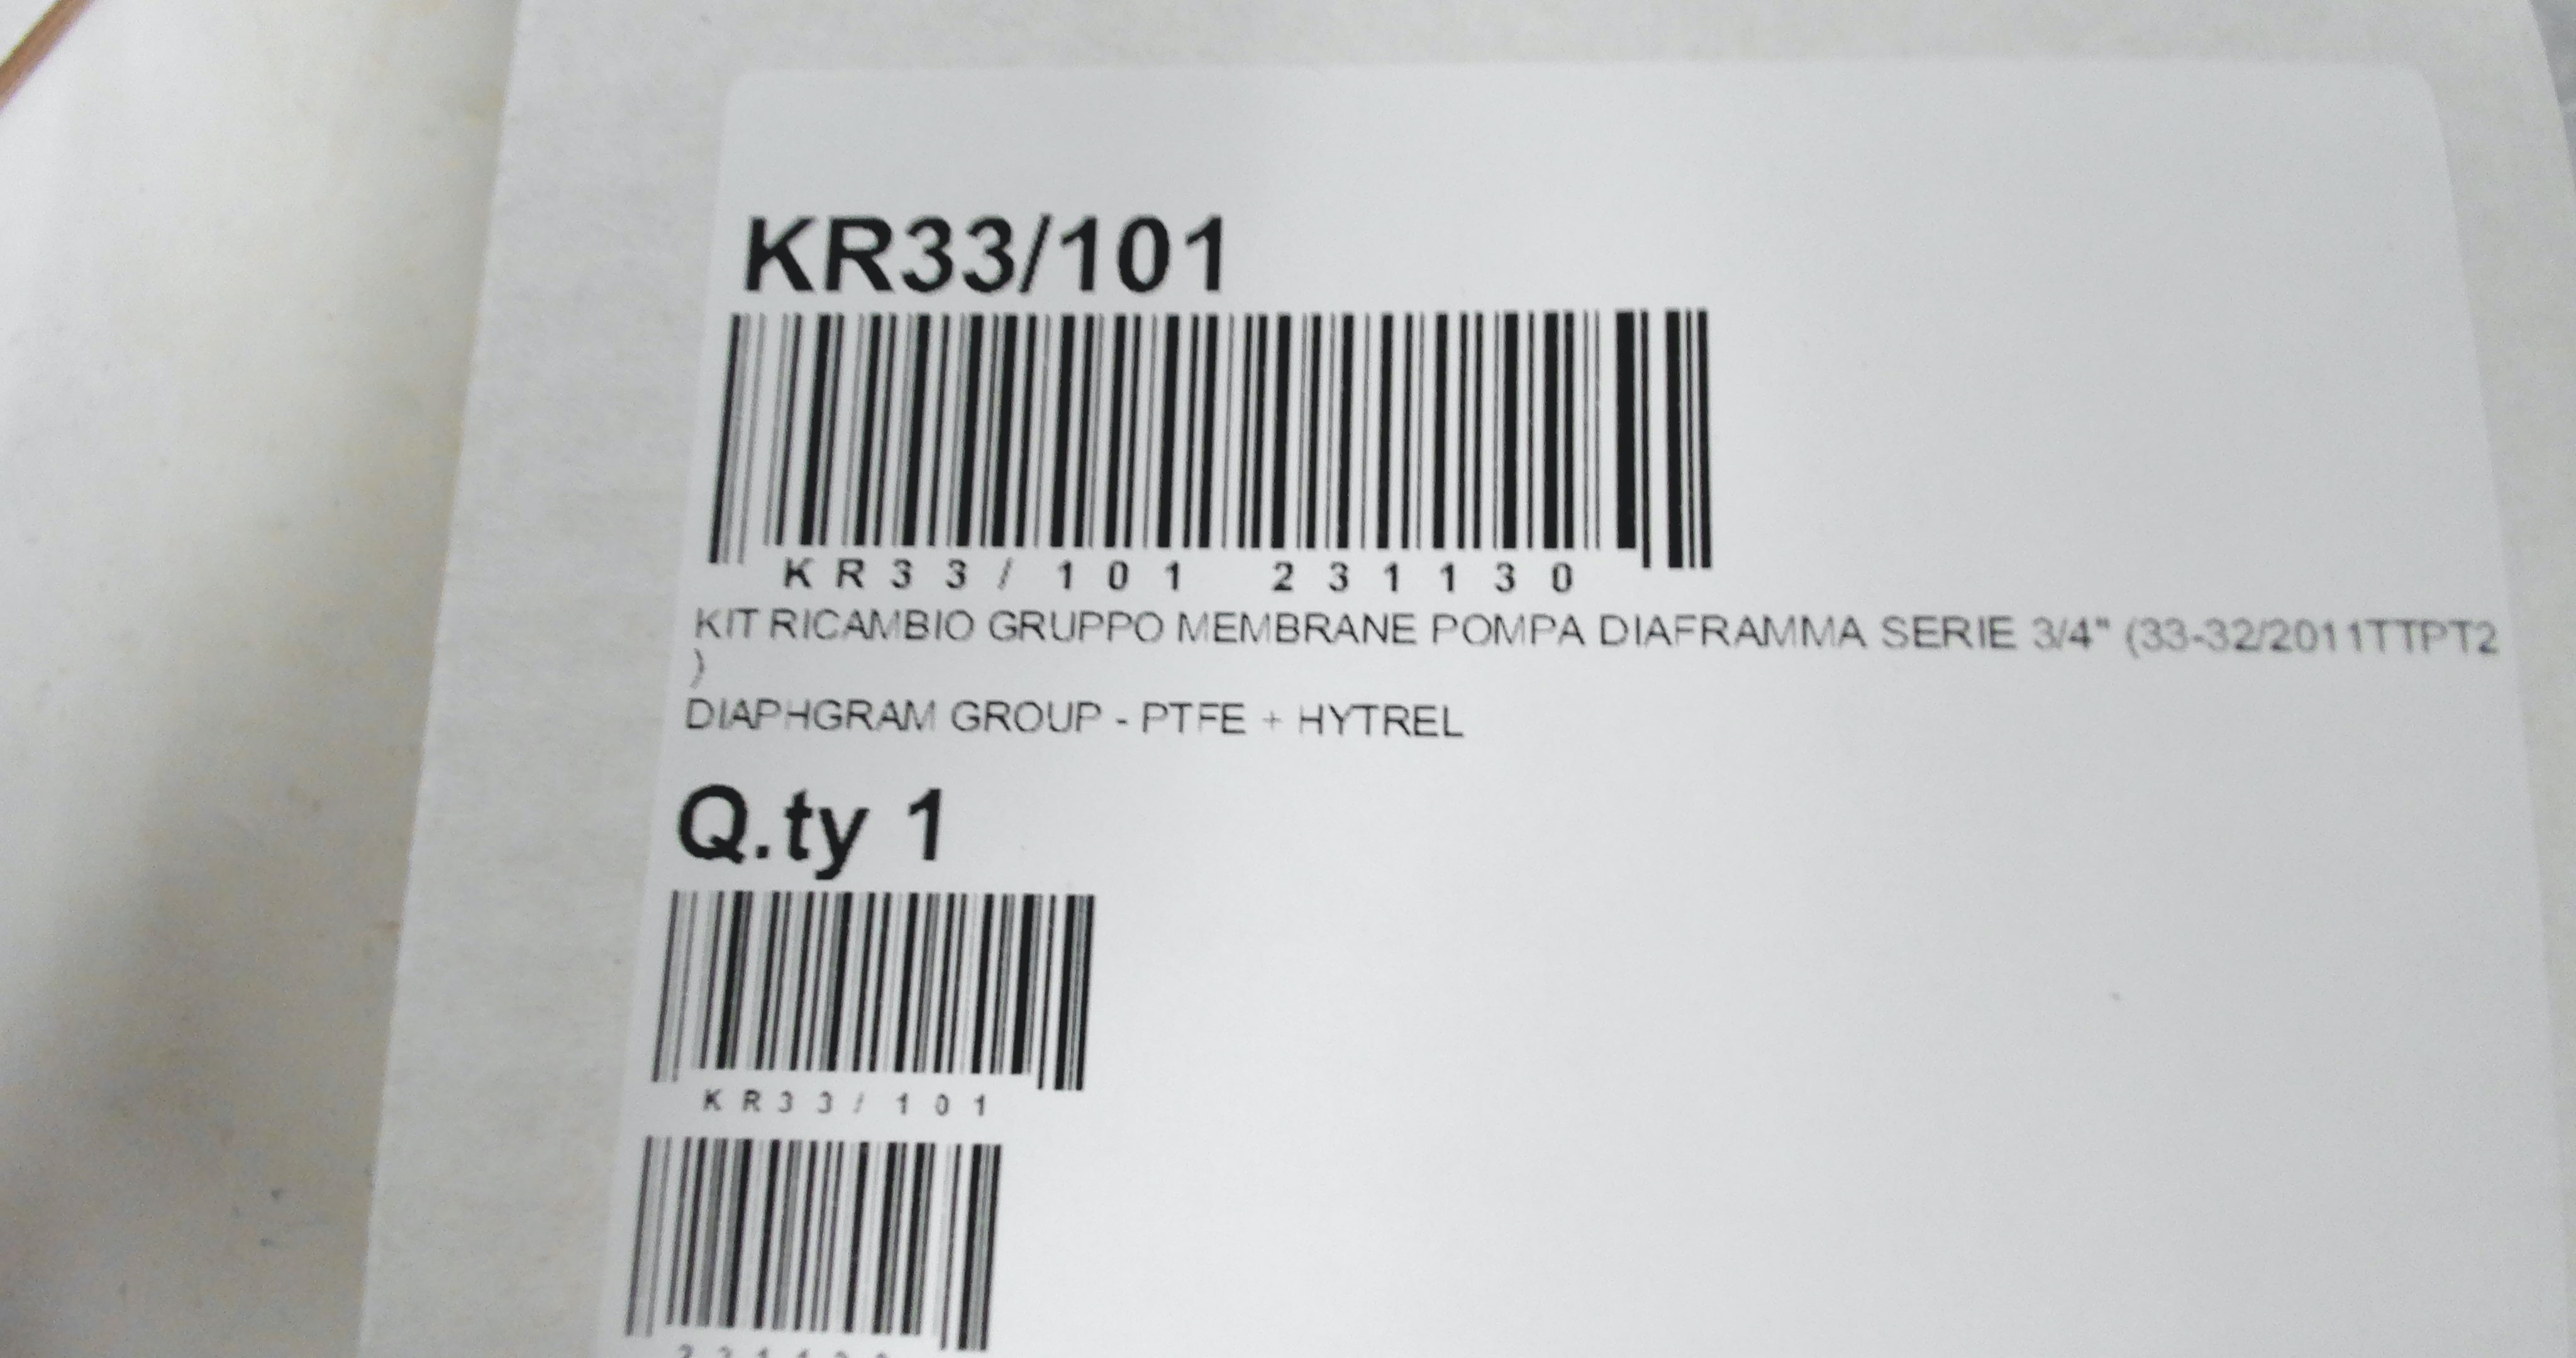 KR33/101
KR33/101 231130
KIT RICAMBIO GRUPPO MEMBRANE POMPA DIAFRAMMA SERIE 3/4" (33-32/2011TTPT2
)
DIAPHGRAM GROUP - PTFE + HYTREL
Q.ty 1
KR33/101